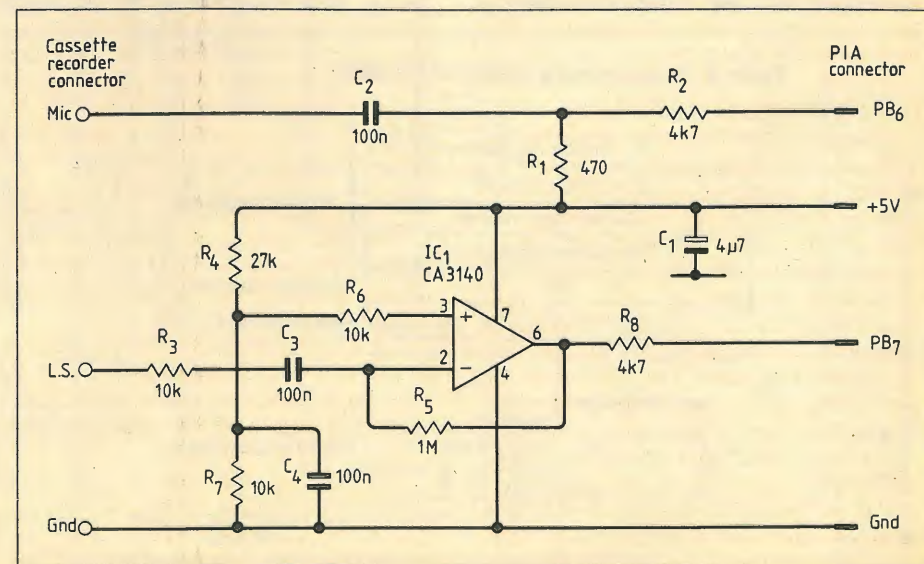 Cassette
recorder
connector
PIA
connector
Mic
C2
100n
R2
4k7
PB6
R1
470
+5V
R4
27k
IC1
CA3140
C1
4µ7
R6
10k
3
+
7
R3
10k
C3
100n
2
−
6
4
R8
4k7
PB7
L.S.
R5
1M
R7
10k
C4
100n
Gnd
Gnd